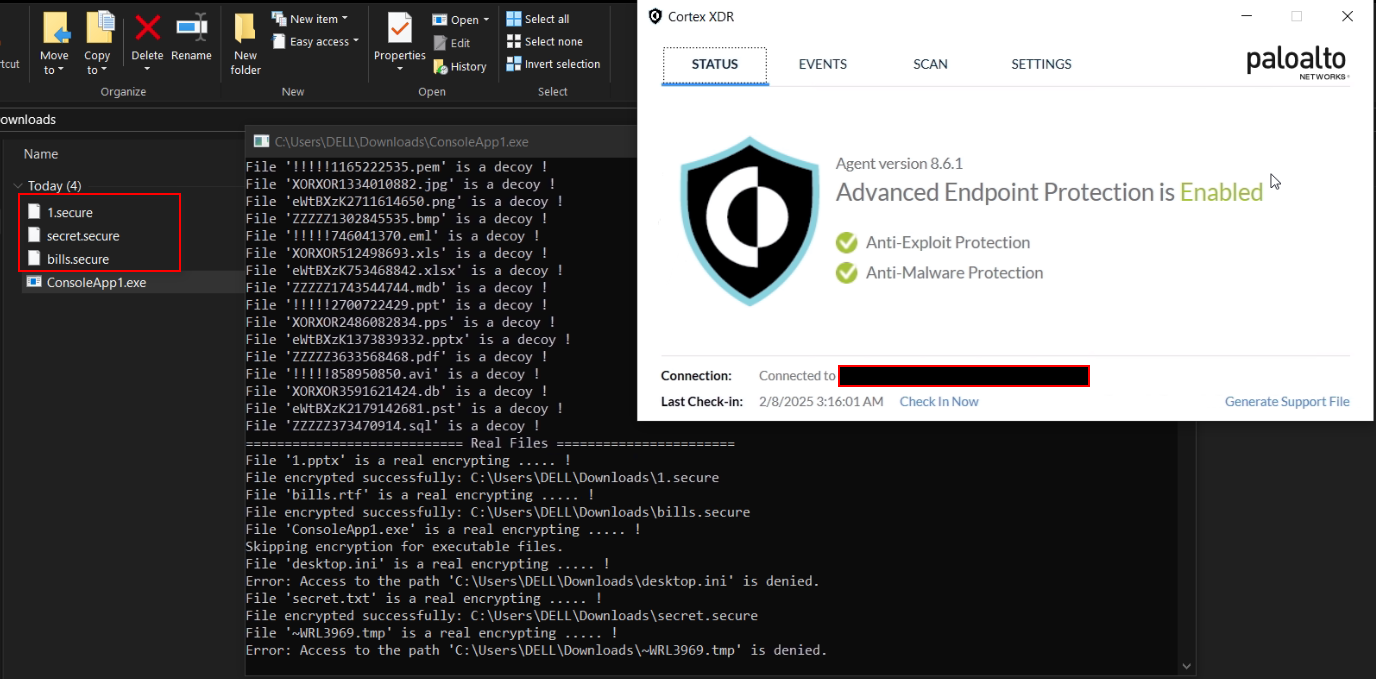 tcut
Move to
Copy to
Delete
Rename
Organize
New folder
New item
Easy access
New
Properties
Open
Edit
History
Open
Select all
Select none
Invert selection
Select
ownloads
Name
Today (4)
1.secure
secret.secure
bills.secure
ConsoleApp1.exe
C:\Users\DELL\Downloads\ConsoleApp1.exe
File '!!!!!1165222535.pem' is a decoy !
File 'XORXOR1334010882.jpg' is a decoy !
File 'eWtBXzK2711614650.png' is a decoy !
File 'ZZZZZ1302845535.bmp' is a decoy !
File '!!!!!746041370.eml' is a decoy !
File 'XORXOR512498693.xls' is a decoy !
File 'eWtBXzK753468842.xlsx' is a decoy !
File 'ZZZZZ1743544744.mdb' is a decoy !
File '!!!!!2700722429.ppt' is a decoy !
File 'XORXOR2486082834.pps' is a decoy !
File 'eWtBXzK1373839332.pptx' is a decoy !
File 'ZZZZZ3633568468.pdf' is a decoy !
File '!!!!!858950850.avi' is a decoy !
File 'XORXOR3591621424.db' is a decoy !
File 'eWtBXzK2179142681.pst' is a decoy !
File 'ZZZZZ373470914.sql' is a decoy !
============================ Real Files =======================
File '1.pptx' is a real encrypting ..... !
File encrypted successfully: C:\Users\DELL\Downloads\1.secure
File 'bills.rtf' is a real encrypting ..... !
File encrypted successfully: C:\Users\DELL\Downloads\bills.secure
File 'ConsoleApp1.exe' is a real encrypting ..... !
Skipping encryption for executable files.
File 'desktop.ini' is a real encrypting ..... !
Error: Access to the path 'C:\Users\DELL\Downloads\desktop.ini' is denied.
File 'secret.txt' is a real encrypting ..... !
File encrypted successfully: C:\Users\DELL\Downloads\secret.secure
File '~WRL3969.tmp' is a real encrypting ..... !
Error: Access to the path 'C:\Users\DELL\Downloads\~WRL3969.tmp' is denied.
Cortex XDR
STATUS
EVENTS
SCAN
SETTINGS
paloalto
NETWORKS
Agent version 8.6.1
Advanced Endpoint Protection is Enabled
Anti-Exploit Protection
Anti-Malware Protection
Connection: Connected to
Last Check-in: 2/8/2025 3:16:01 AM Check In Now
Generate Support File